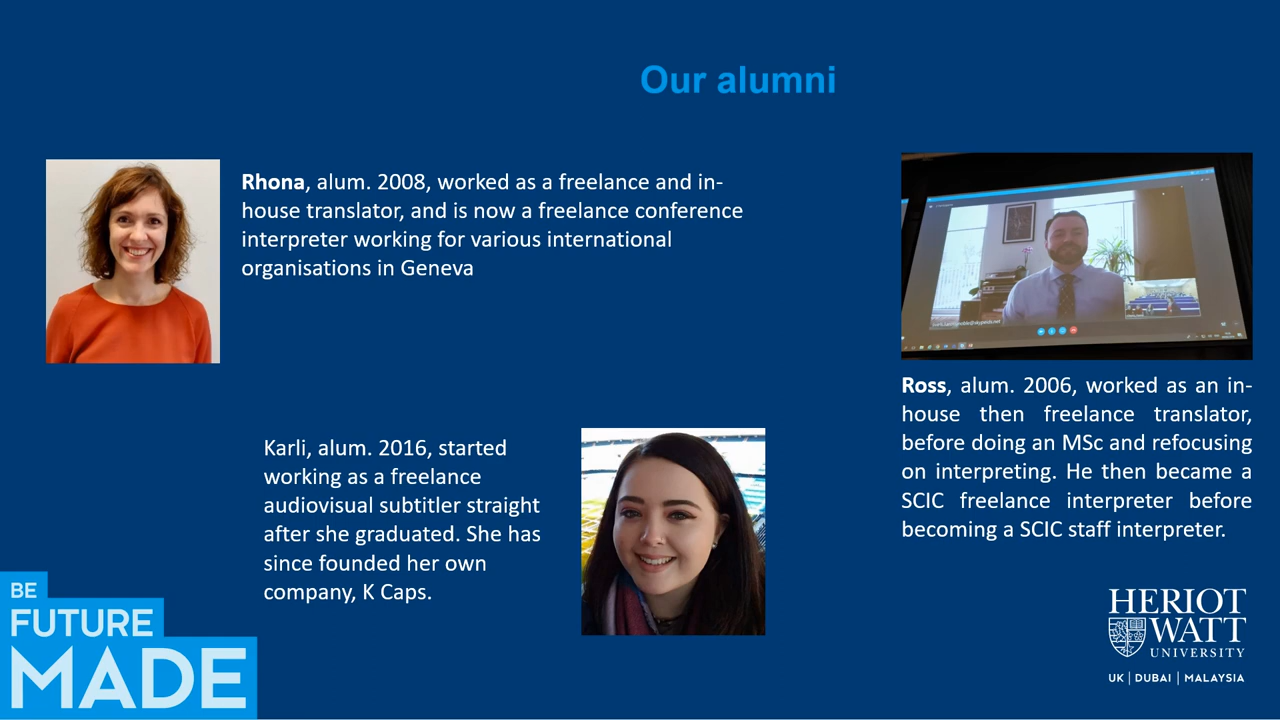 Our alumni
Rhona, alum. 2008, worked as a freelance and in-
house translator, and is now a freelance conference
interpreter working for various international
organisations in Geneva
Ross, alum. 2006, worked as an in-
house then freelance translator,
before doing an MSc and refocusing
on interpreting. He then became a
SCIC freelance interpreter before
becoming a SCIC staff interpreter.
Karli, alum. 2016, started
working as a freelance
audiovisual subtitler straight
after she graduated. She has
since founded her own
company, K Caps.
BE
FUTURE
MADE
HERIOT
WATT
UNIVERSITY
UK | DUBAI | MALAYSIA